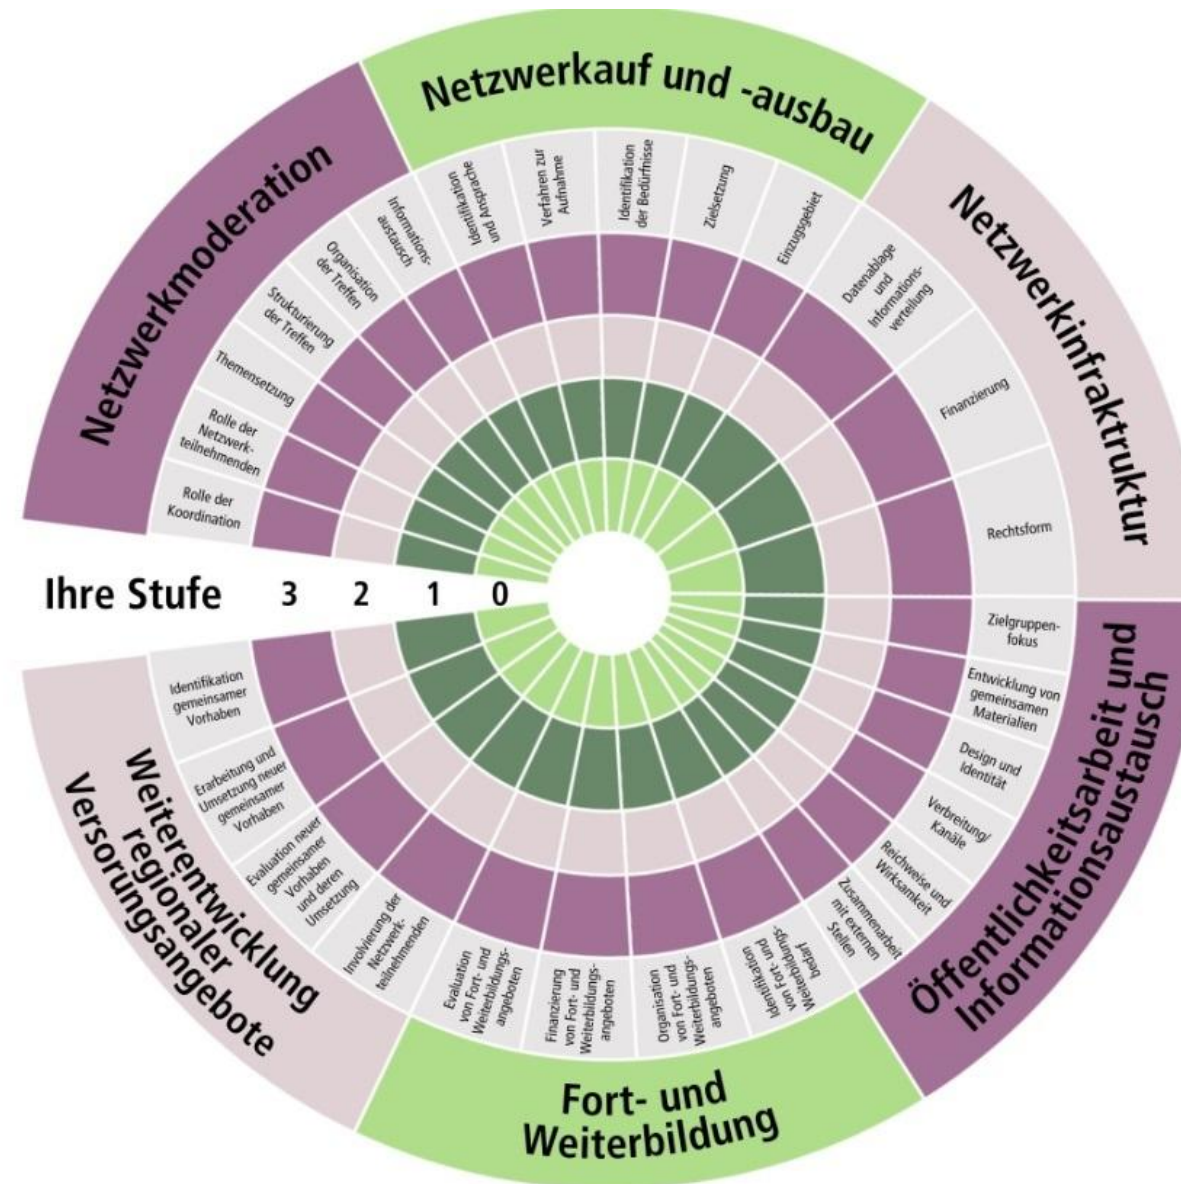 Netzwerkauf und -ausbau
Netzwerkinfraktruktur
Öffentlichkeitsarbeit und
Informationsaustausch
Fort- und
Weiterbildung
Weiterentwicklung
regionaler
Versorungsangebote
Netzwerkmoderation
Identifikation
und Ansprache
Verfahren zur
Aufnahme
Identifikation
der Bedürfnisse
Zielsetzung
Einzugsgebiet
Datenablage
und
Informations-
verteilung
Finanzierung
Rechtsform
Zielgruppen-
fokus
Entwicklung von
gemeinsamen
Materialien
Design und
Identität
Verbreitung/
Kanäle
Reichweise und
Wirksamkeit
Zusammenarbeit
mit externen
Stellen
Identifikation
von Fort- und
Weiterbildungs-
bedarf
Organisation
von Fort- und
Weiterbildungs-
angeboten
Finanzierung
von Fort- und
Weiterbildungs-
angeboten
Evaluation
von Fort- und
Weiterbildungs-
angeboten
Involvierung der
Netzwerk-
teilnehmenden
Evaluation neuer
gemeinsamer
Vorhaben
und deren
Umsetzung
Erarbeitung und
Umsetzung neuer
gemeinsamer
Vorhaben
Identifikation
gemeinsamer
Vorhaben
Ihre Stufe 3 2 1 0
Rolle der
Koordination
Rolle der
Netzwerk-
teilnehmenden
Themensetzung
Strukturierung
der Treffen
Organisation
der Treffen
Informations-
austausch